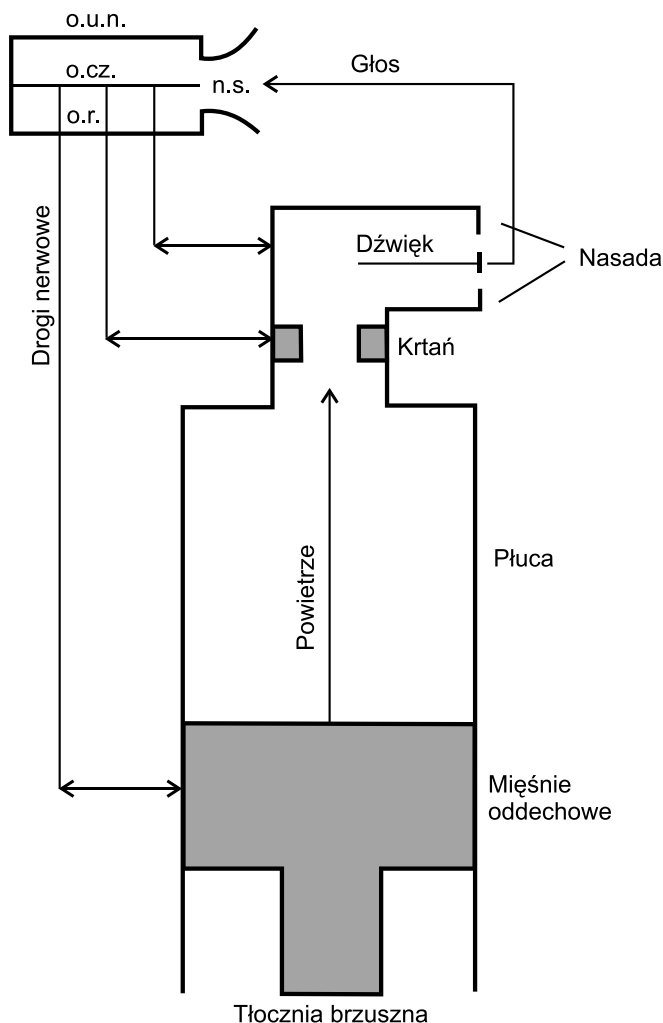 o.u.n.
o.cz.
n.s.
o.r.
Głos
Drogi nerwowe
Dźwięk
Nasada
Krtań
Powietrze
Płuca
Mięśnie
oddechowe
Tłocznia brzuszna